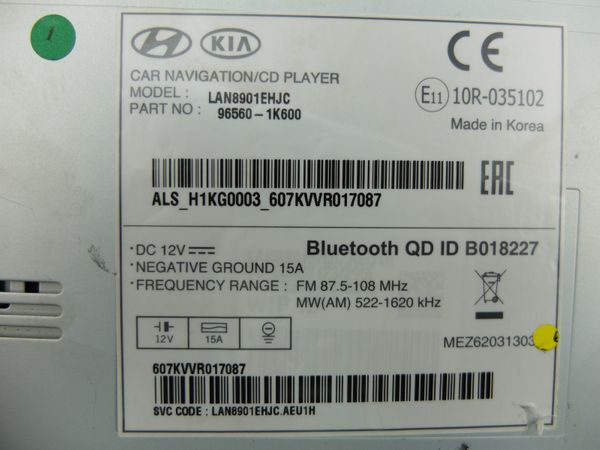 1
KIA
CE
CAR NAVIGATION/CD PLAYER
MODEL : LAN8901EHJC
PART NO : 96560-1K600
E11 10R-035102
Made in Korea
ALS_H1KG0003_607KVVR017087
EAC
·DC 12V
Bluetooth QD ID B018227
·NEGATIVE GROUND 15A
·FREQUENCY RANGE : FM 87.5-108 MHz
MW(AM) 522-1620 kHz
12V 15A
MEZ62031303
607KVVR017087
SVC CODE : LAN8901EHJC.AEU1H